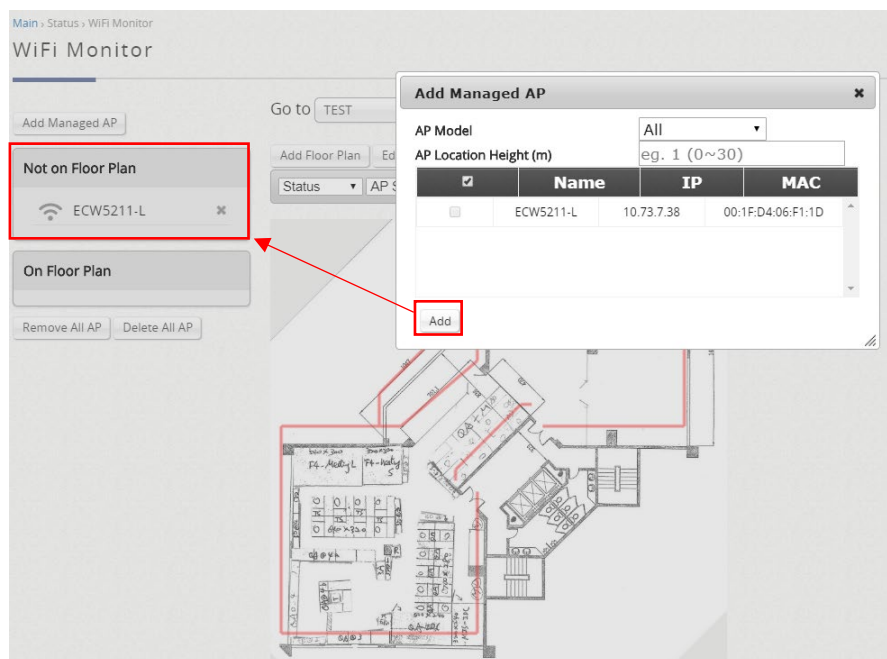 Main › Status › WiFi Monitor
WiFi Monitor
Add Managed AP
Not on Floor Plan
ECW5211-L
On Floor Plan
Remove All AP Delete All AP
Go to TEST
Add Floor Plan Ed
Status AP S
Add Managed AP
AP Model All
AP Location Height (m) eg. 1 (0~30)
Name IP MAC
ECW5211-L 10.73.7.38 00:1F:D4:06:F1:1D
Add